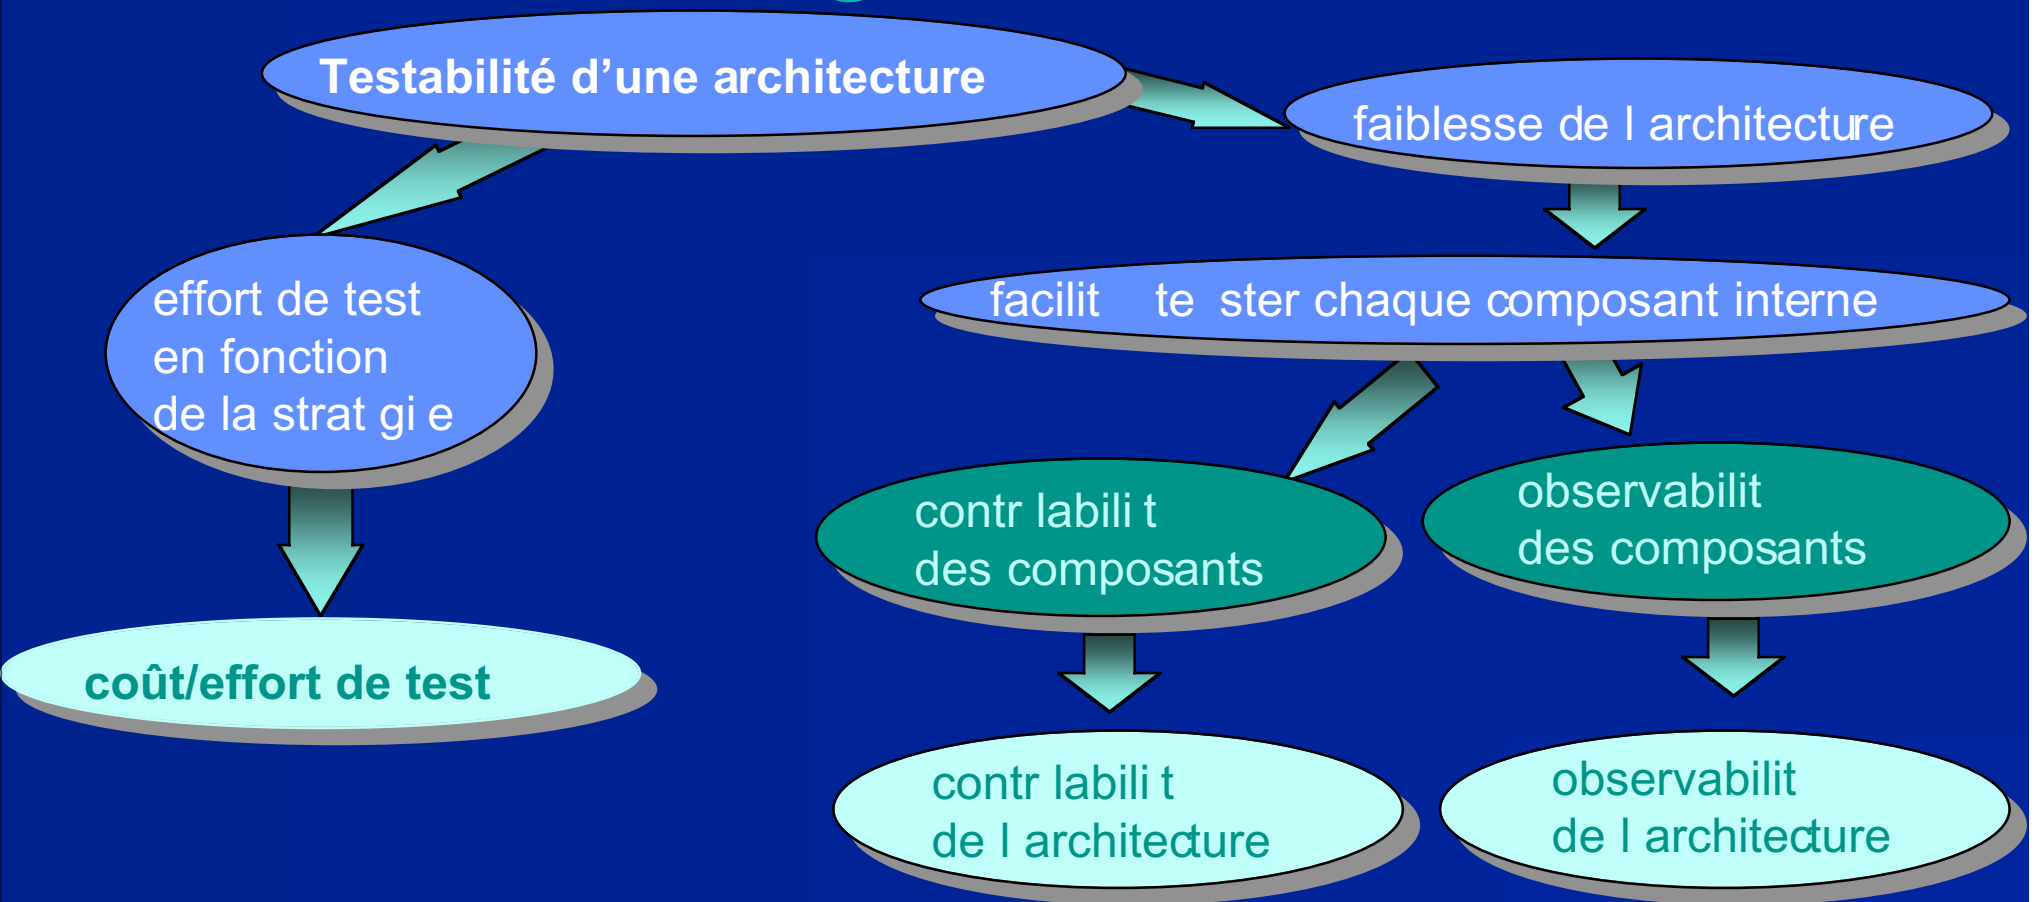 Testabilité d’une architecture
faiblesse de l architecture
effort de test
en fonction
de la strat gi e
facilit te ster chaque composant interne
contr labili t
des composants
observabilit
des composants
coût/effort de test
contr labili t
de l architecture
observabilit
de l architecture